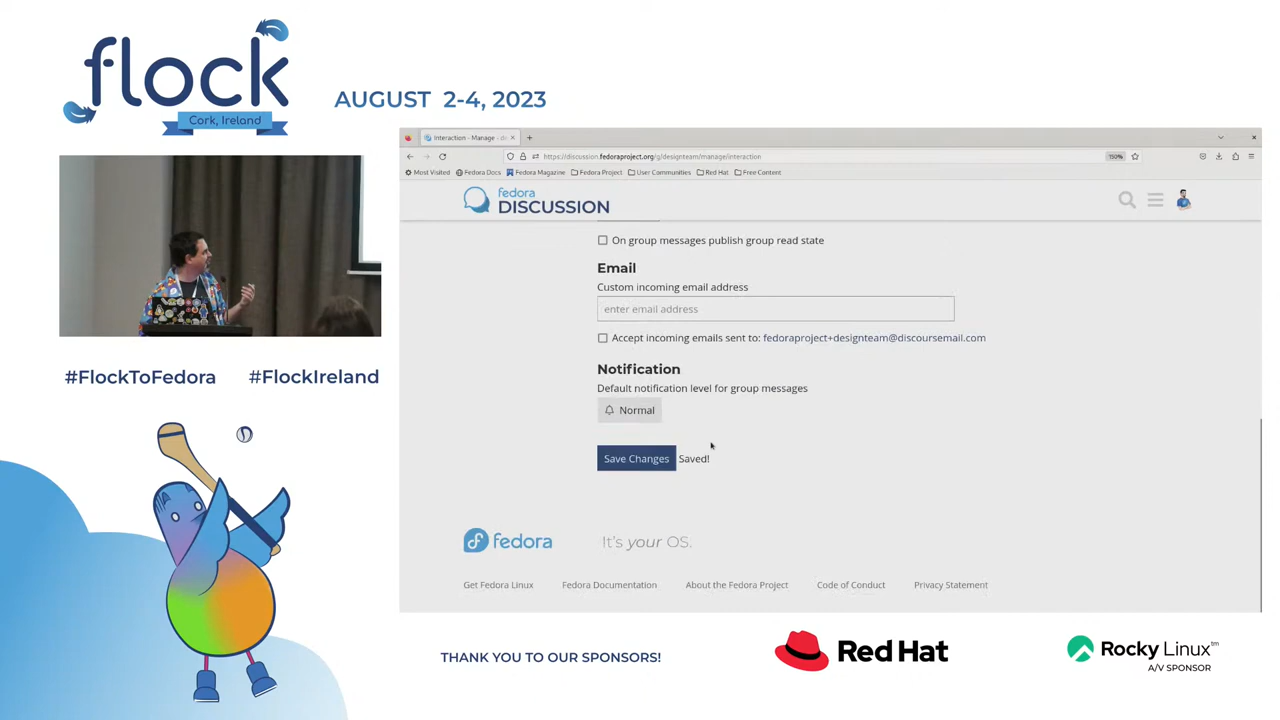 flock
Cork, Ireland
AUGUST 2-4, 2023
Interaction - Manage - de
https://discussion.fedoraproject.org/g/designteam/manage/interaction
150%
Most Visited
Fedora Docs
Fedora Magazine
Fedora Project
User Communities
Red Hat
Free Content
fedora
DISCUSSION
On group messages publish group read state
Email
Custom incoming email address
enter email address
Accept incoming emails sent to: fedoraproject+designteam@discoursemail.com
Notification
Default notification level for group messages
Normal
Save Changes Saved!
fedora
It's your OS.
Get Fedora Linux
Fedora Documentation
About the Fedora Project
Code of Conduct
Privacy Statement
#FlockToFedora #FlockIreland
THANK YOU TO OUR SPONSORS!
Red Hat
Rocky Linux™
A/V SPONSOR